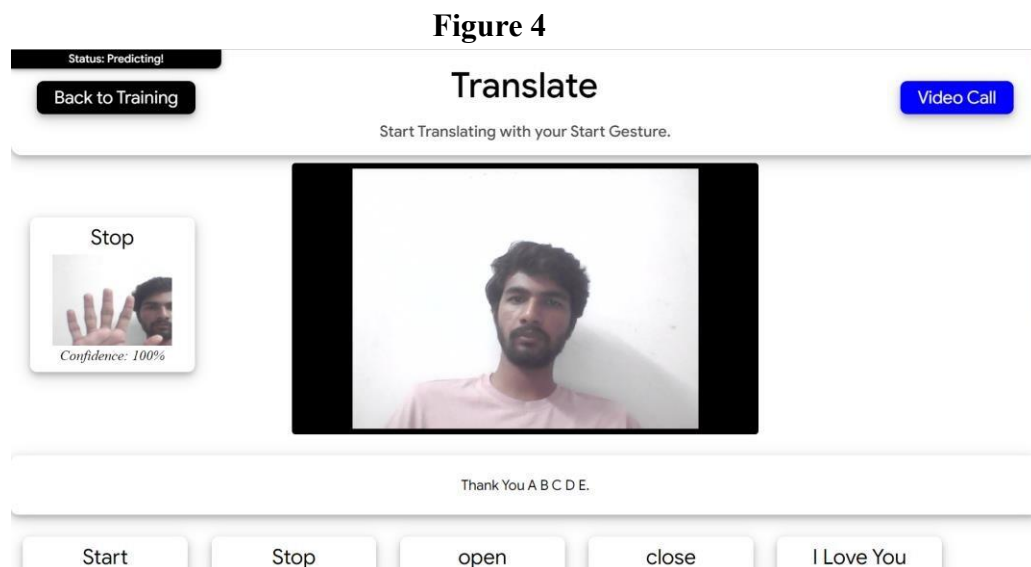 Figure 4
Status: Predicting!
Back to Training
Translate
Video Call
Start Translating with your Start Gesture.
Stop
Confidence: 100%
Thank You A B C D E.
Start
Stop
open
close
I Love You